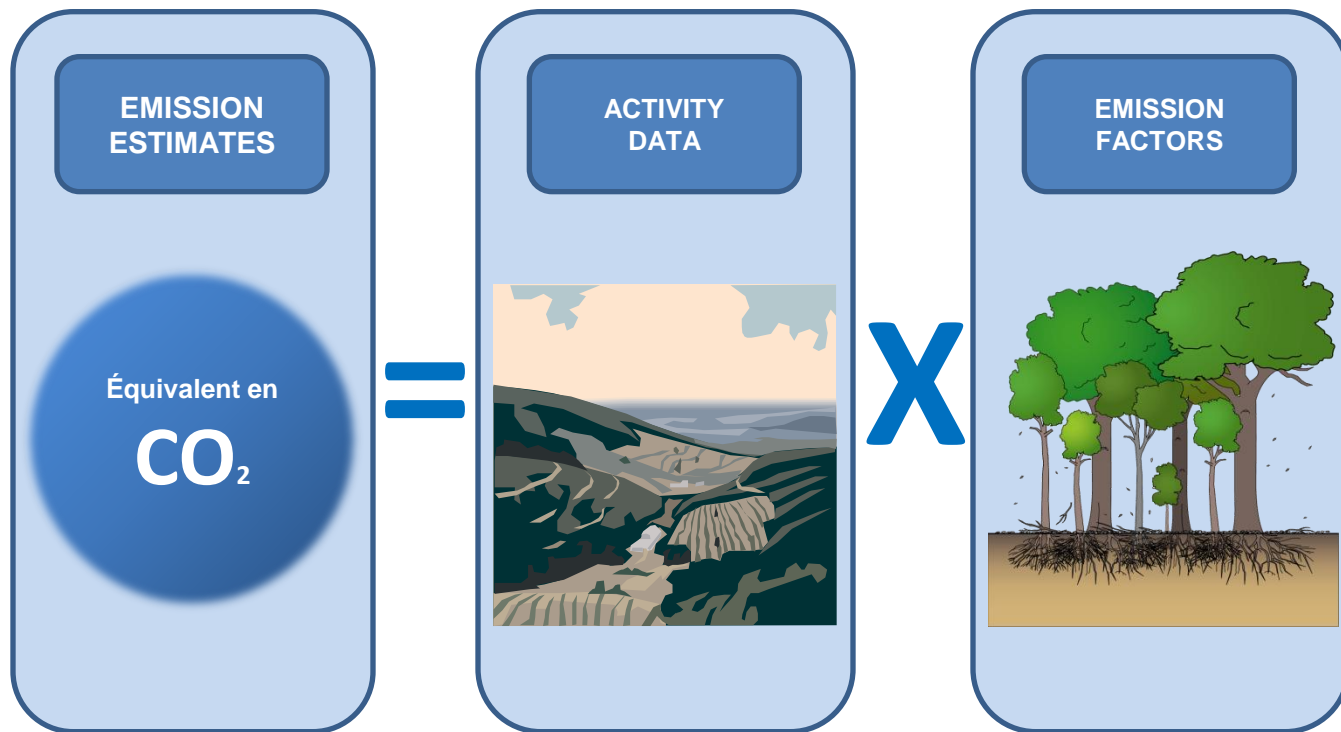 EMISSION
ESTIMATES
Équivalent en
CO₂
=
ACTIVITY
DATA
X
EMISSION
FACTORS